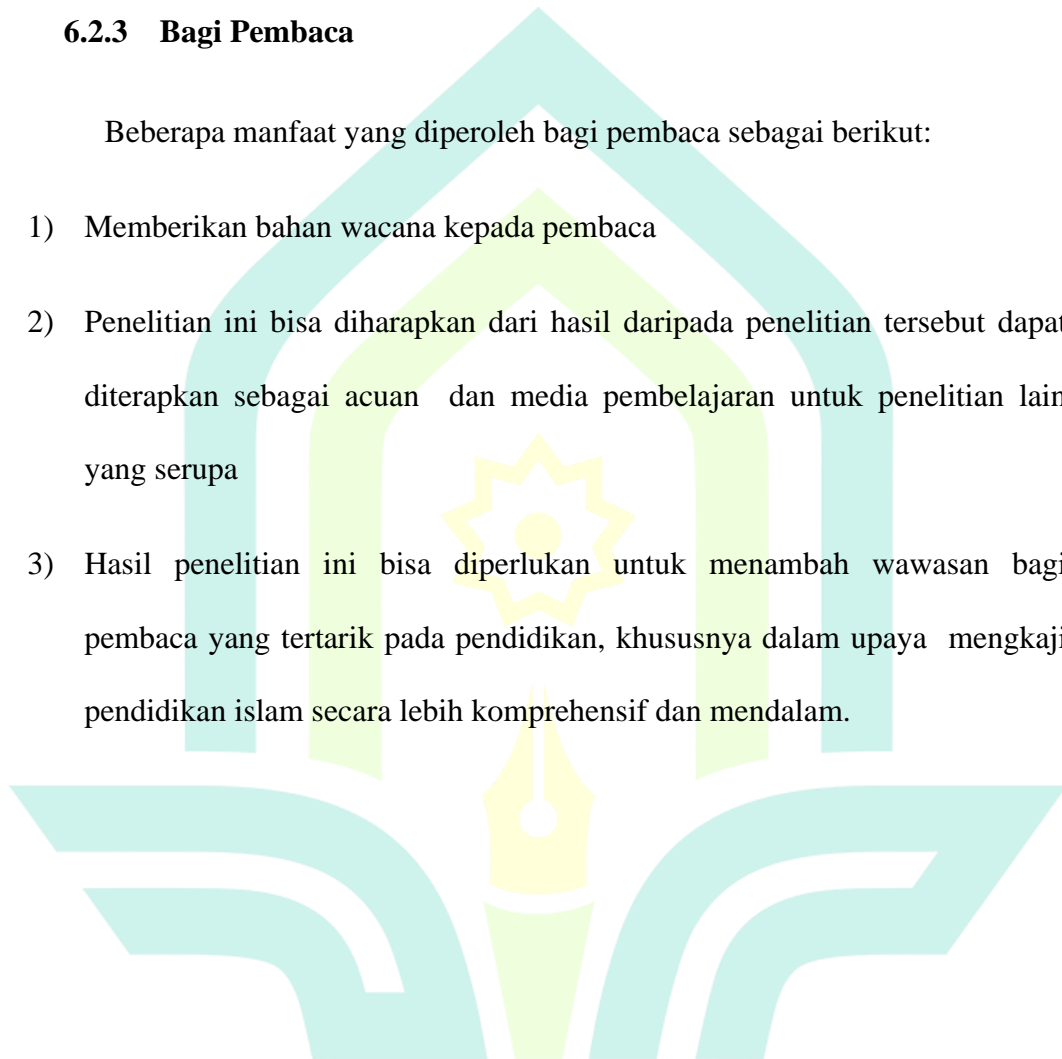 6.2.3 Bagi Pembaca
Beberapa manfaat yang diperoleh bagi pembaca sebagai berikut:
1) Memberikan bahan wacana kepada pembaca
2) Penelitian ini bisa diharapkan dari hasil daripada penelitian tersebut dapat
diterapkan sebagai acuan dan media pembelajaran untuk penelitian lain
yang serupa
3) Hasil penelitian ini bisa diperlukan untuk menambah wawasan bagi
pembaca yang tertarik pada pendidikan, khususnya dalam upaya mengkaji
pendidikan islam secara lebih komprehensif dan mendalam.